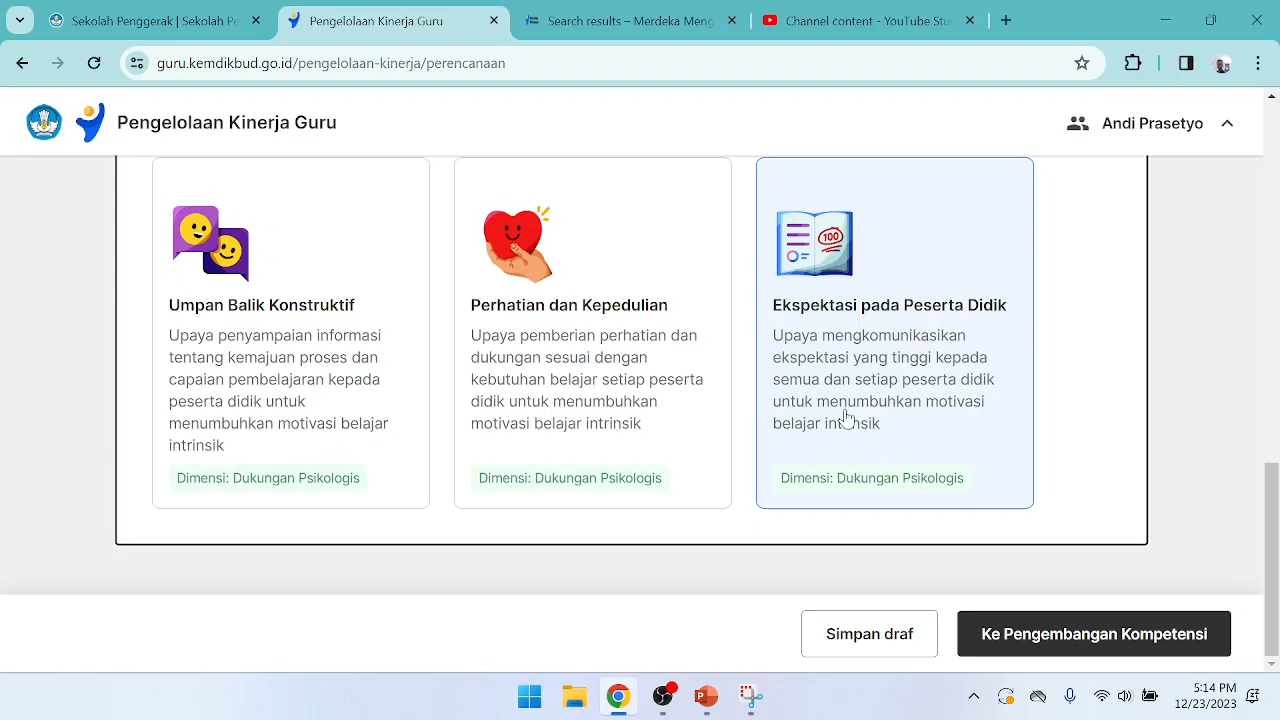 Sekolah Penggerak | Sekolah Pe
Pengelolaan Kinerja Guru
Search results – Merdeka Meng
Channel content - YouTube Stu
guru.kemdikbud.go.id/pengelolaan-kinerja/perencanaan
Pengelolaan Kinerja Guru
Andi Prasetyo
Umpan Balik Konstruktif
Upaya penyampaian informasi
tentang kemajuan proses dan
capaian pembelajaran kepada
peserta didik untuk
menumbuhkan motivasi belajar
intrinsik
Dimensi: Dukungan Psikologis
Perhatian dan Kepedulian
Upaya pemberian perhatian dan
dukungan sesuai dengan
kebutuhan belajar setiap peserta
didik untuk menumbuhkan
motivasi belajar intrinsik
Dimensi: Dukungan Psikologis
100
Ekspektasi pada Peserta Didik
Upaya mengkomunikasikan
ekspektasi yang tinggi kepada
semua dan setiap peserta didik
untuk menumbuhkan motivasi
belajar intrinsik
Dimensi: Dukungan Psikologis
Simpan draf
Ke Pengembangan Kompetensi
5:14 PM
12/23/2023